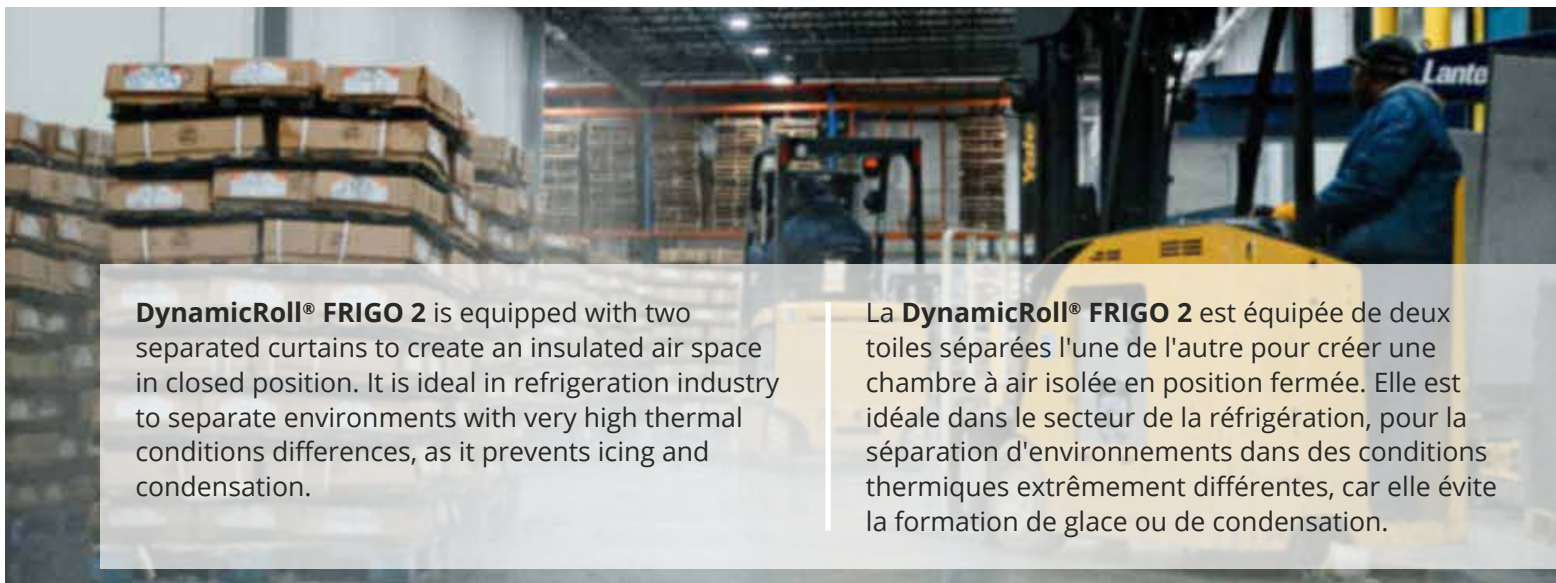 Lante
Yale
DynamicRoll® FRIGO 2 is equipped with two
separated curtains to create an insulated air space
in closed position. It is ideal in refrigeration industry
to separate environments with very high thermal
conditions differences, as it prevents icing and
condensation.
La DynamicRoll® FRIGO 2 est équipée de deux
toiles séparées l'une de l'autre pour créer une
chambre à air isolée en position fermée. Elle est
idéale dans le secteur de la réfrigération, pour la
séparation d'environnements dans des conditions
thermiques extrêmement différentes, car elle évite
la formation de glace ou de condensation.